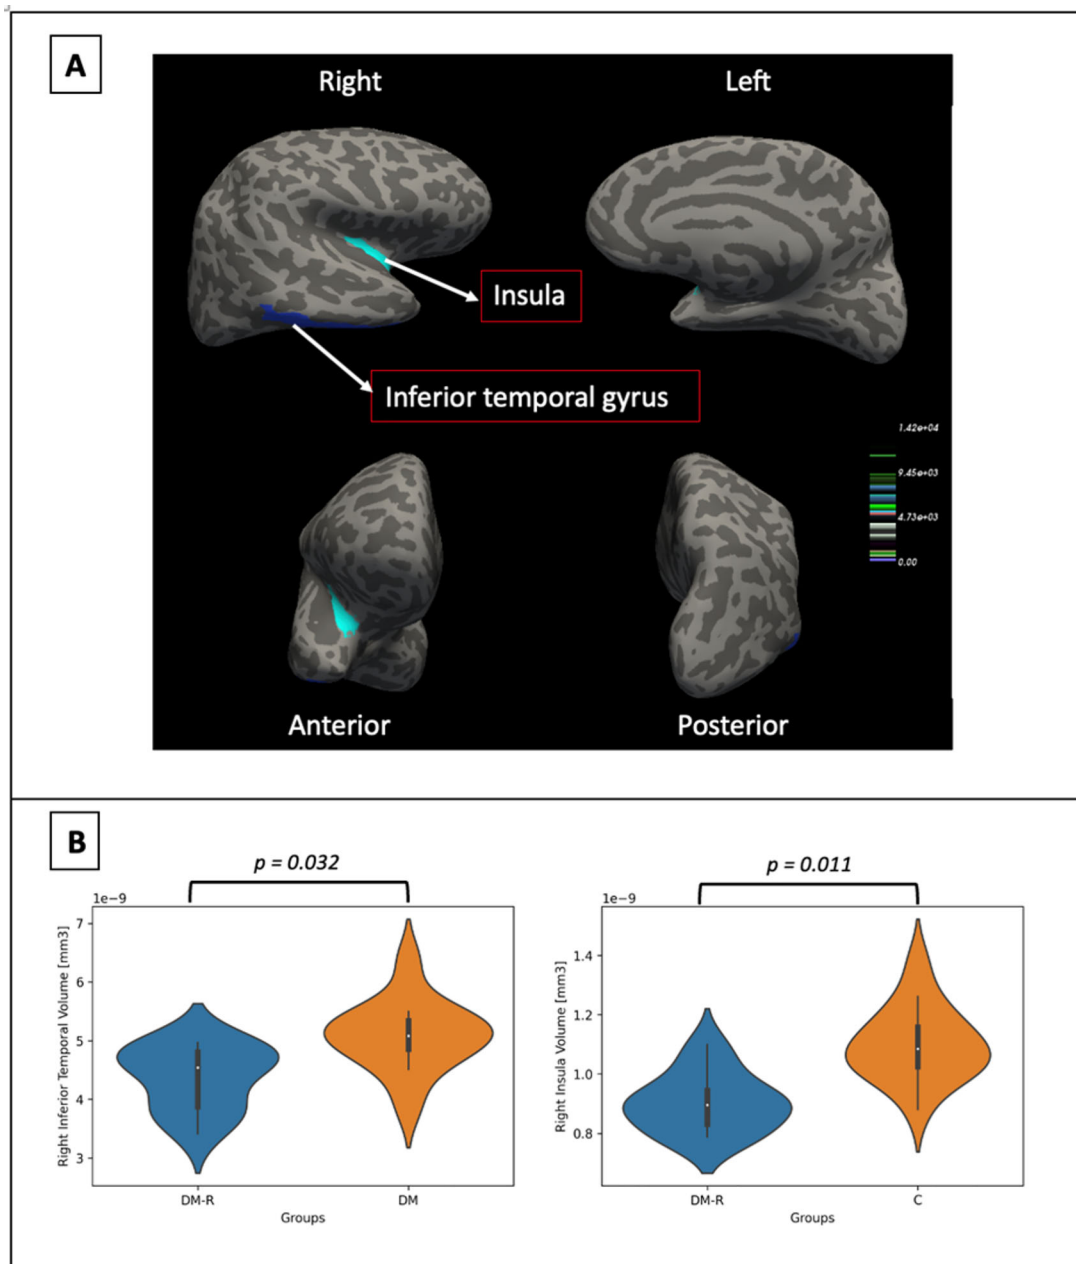 A
Right
Left
Insula
Inferior temporal gyrus
1.42e+04
9.45e+03
4.73e+03
0.00
Anterior
Posterior
B
p = 0.032
1e−9
Right Inferior Temporal Volume [mm3]
7
6
5
4
3
DM-R
DM
Groups
p = 0.011
1e−9
Right Insula Volume [mm3]
1.4
1.2
1.0
0.8
DM-R
C
Groups